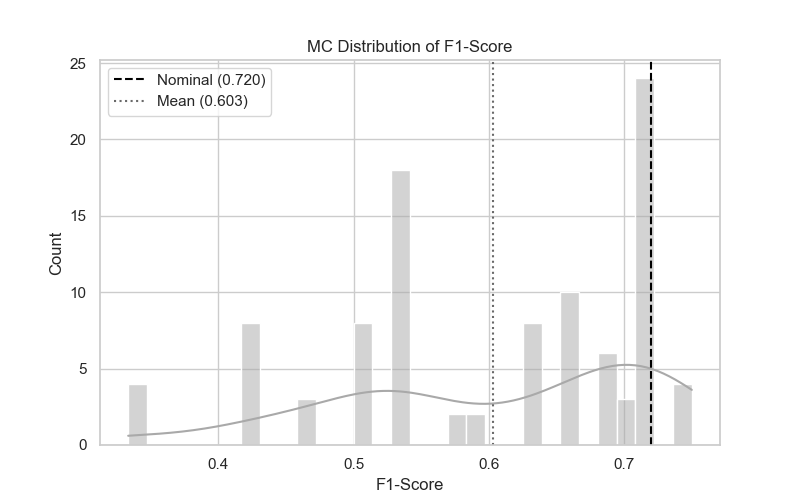 MC Distribution of F1-Score
Nominal (0.720)
Mean (0.603)
25
20
15
10
5
0
Count
0.4 0.5 0.6 0.7
F1-Score